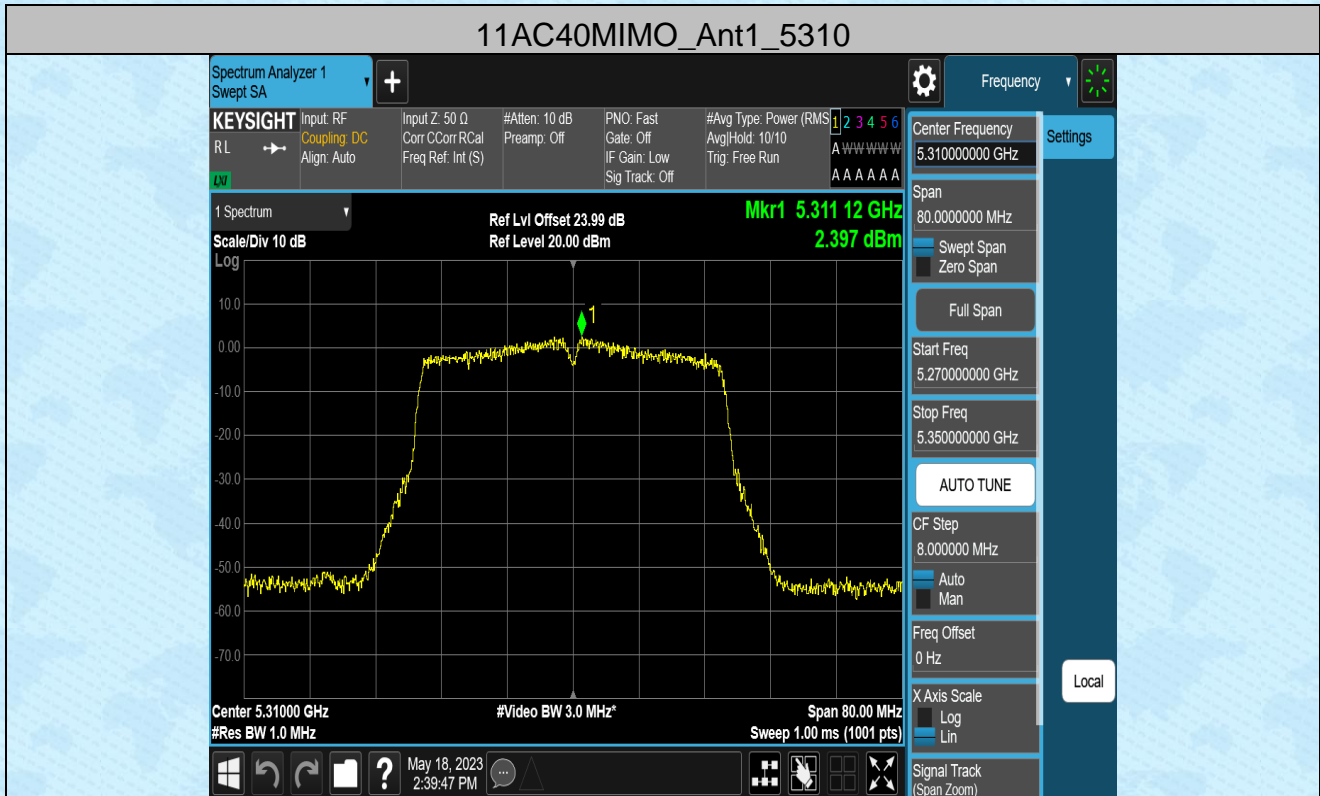 11AC40MIMO_Ant1_5310
Spectrum Analyzer 1
Swept SA
Frequency
KEYSIGHT
RL
LXI
Input: RF
Coupling: DC
Align: Auto
Input Z: 50 Ω
Corr CCorr RCal
Freq Ref: Int (S)
#Atten: 10 dB
Preamp: Off
PNO: Fast
Gate: Off
IF Gain: Low
Sig Track: Off
#Avg Type: Power (RMS
Avg|Hold: 10/10
Trig: Free Run
1 2 3 4 5 6
A W W W W W
A A A A A A
1 Spectrum
Scale/Div 10 dB
Ref Lvl Offset 23.99 dB
Ref Level 20.00 dBm
Mkr1 5.311 12 GHz
2.397 dBm
Log
1
10.0
0.00
-10.0
-20.0
-30.0
-40.0
-50.0
-60.0
-70.0
Center 5.31000 GHz
#Res BW 1.0 MHz
#Video BW 3.0 MHz*
Span 80.00 MHz
Sweep 1.00 ms (1001 pts)
May 18, 2023
2:39:47 PM
Center Frequency
5.310000000 GHz
Settings
Span
80.0000000 MHz
Swept Span
Zero Span
Full Span
Start Freq
5.270000000 GHz
Stop Freq
5.350000000 GHz
AUTO TUNE
CF Step
8.000000 MHz
Auto
Man
Freq Offset
0 Hz
X Axis Scale
Log
Lin
Local
Signal Track
(Span Zoom)